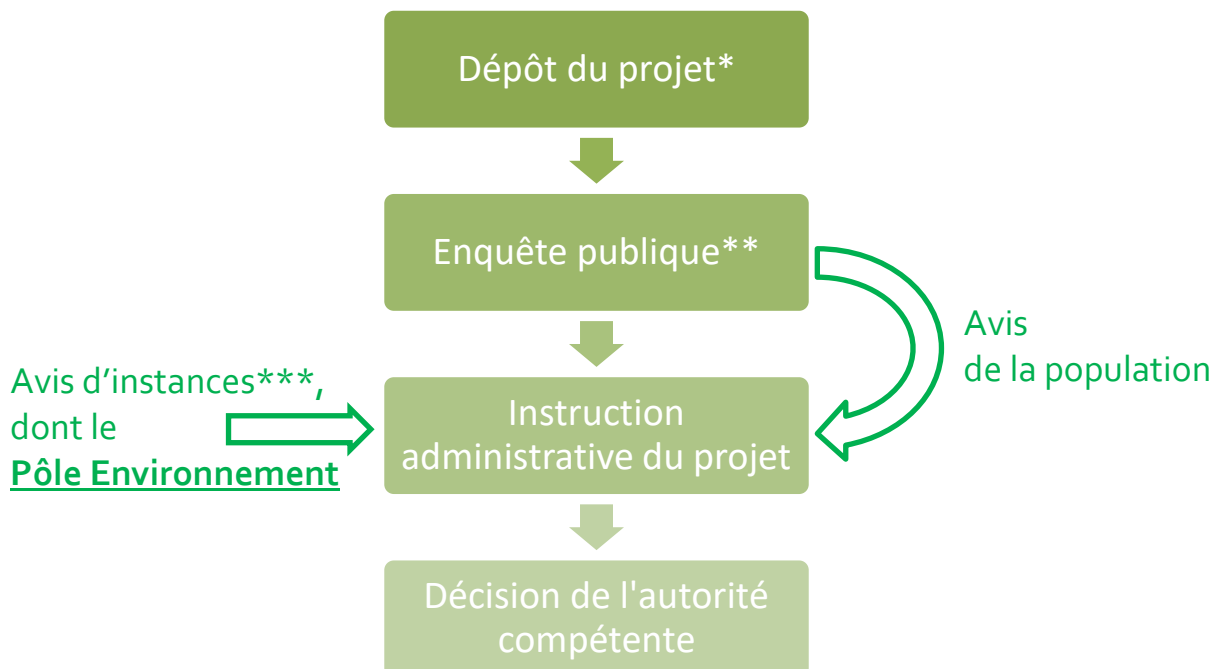 Dépôt du projet*
Enquête publique**
Avis
de la population
Avis d’instances***,
dont le
Pôle Environnement
Instruction
administrative du projet
Décision de l'autorité
compétente